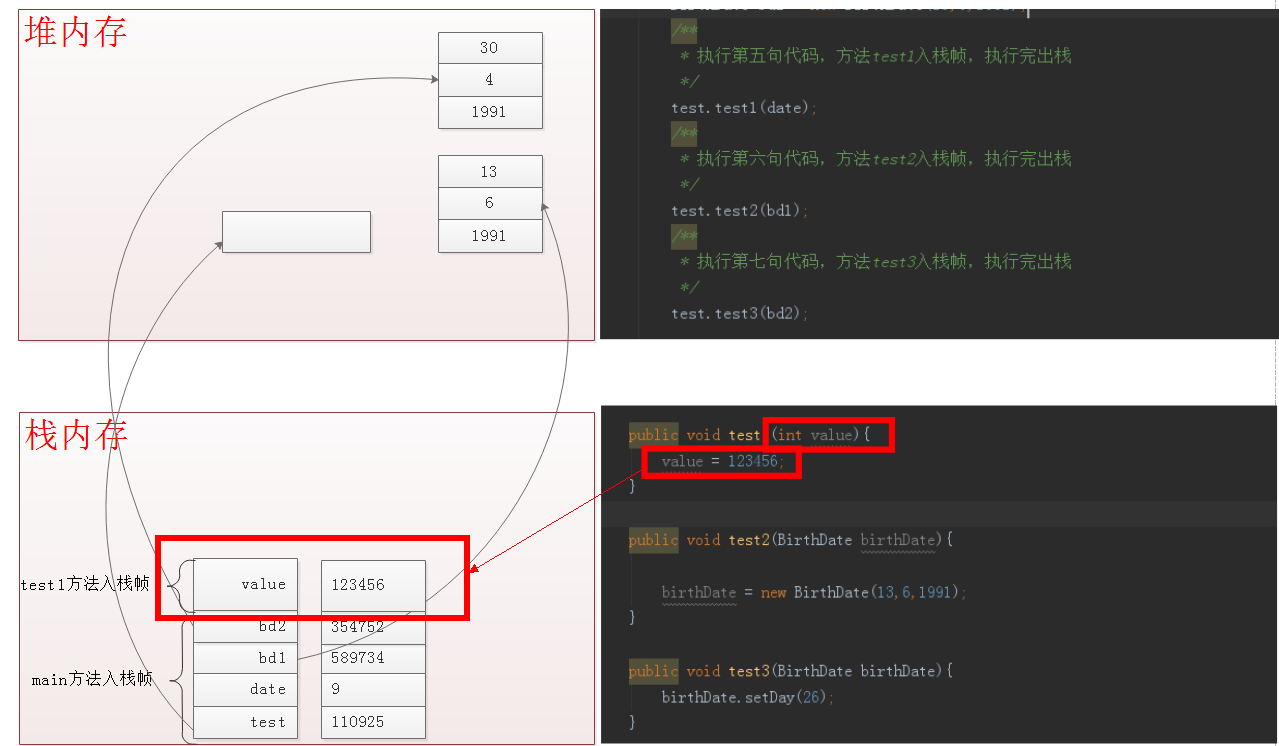 堆内存
30
4
1991
13
6
1991
/**
* 执行第五句代码，方法test1入栈帧，执行完出栈
*/
test.test1(date);
/**
* 执行第六句代码，方法test2入栈帧，执行完出栈
*/
test.test2(bd1);
/**
* 执行第七句代码，方法test3入栈帧，执行完出栈
*/
test.test3(bd2);
栈内存
test1方法入栈帧
value 123456
bd2 354752
bd1 589734
main方法入栈帧
date 9
test 110925
public void test (int value){
value = 123456;
}
public void test2(BirthDate birthDate){
birthDate = new BirthDate(13,6,1991);
}
public void test3(BirthDate birthDate){
birthDate.setDay(26);
}